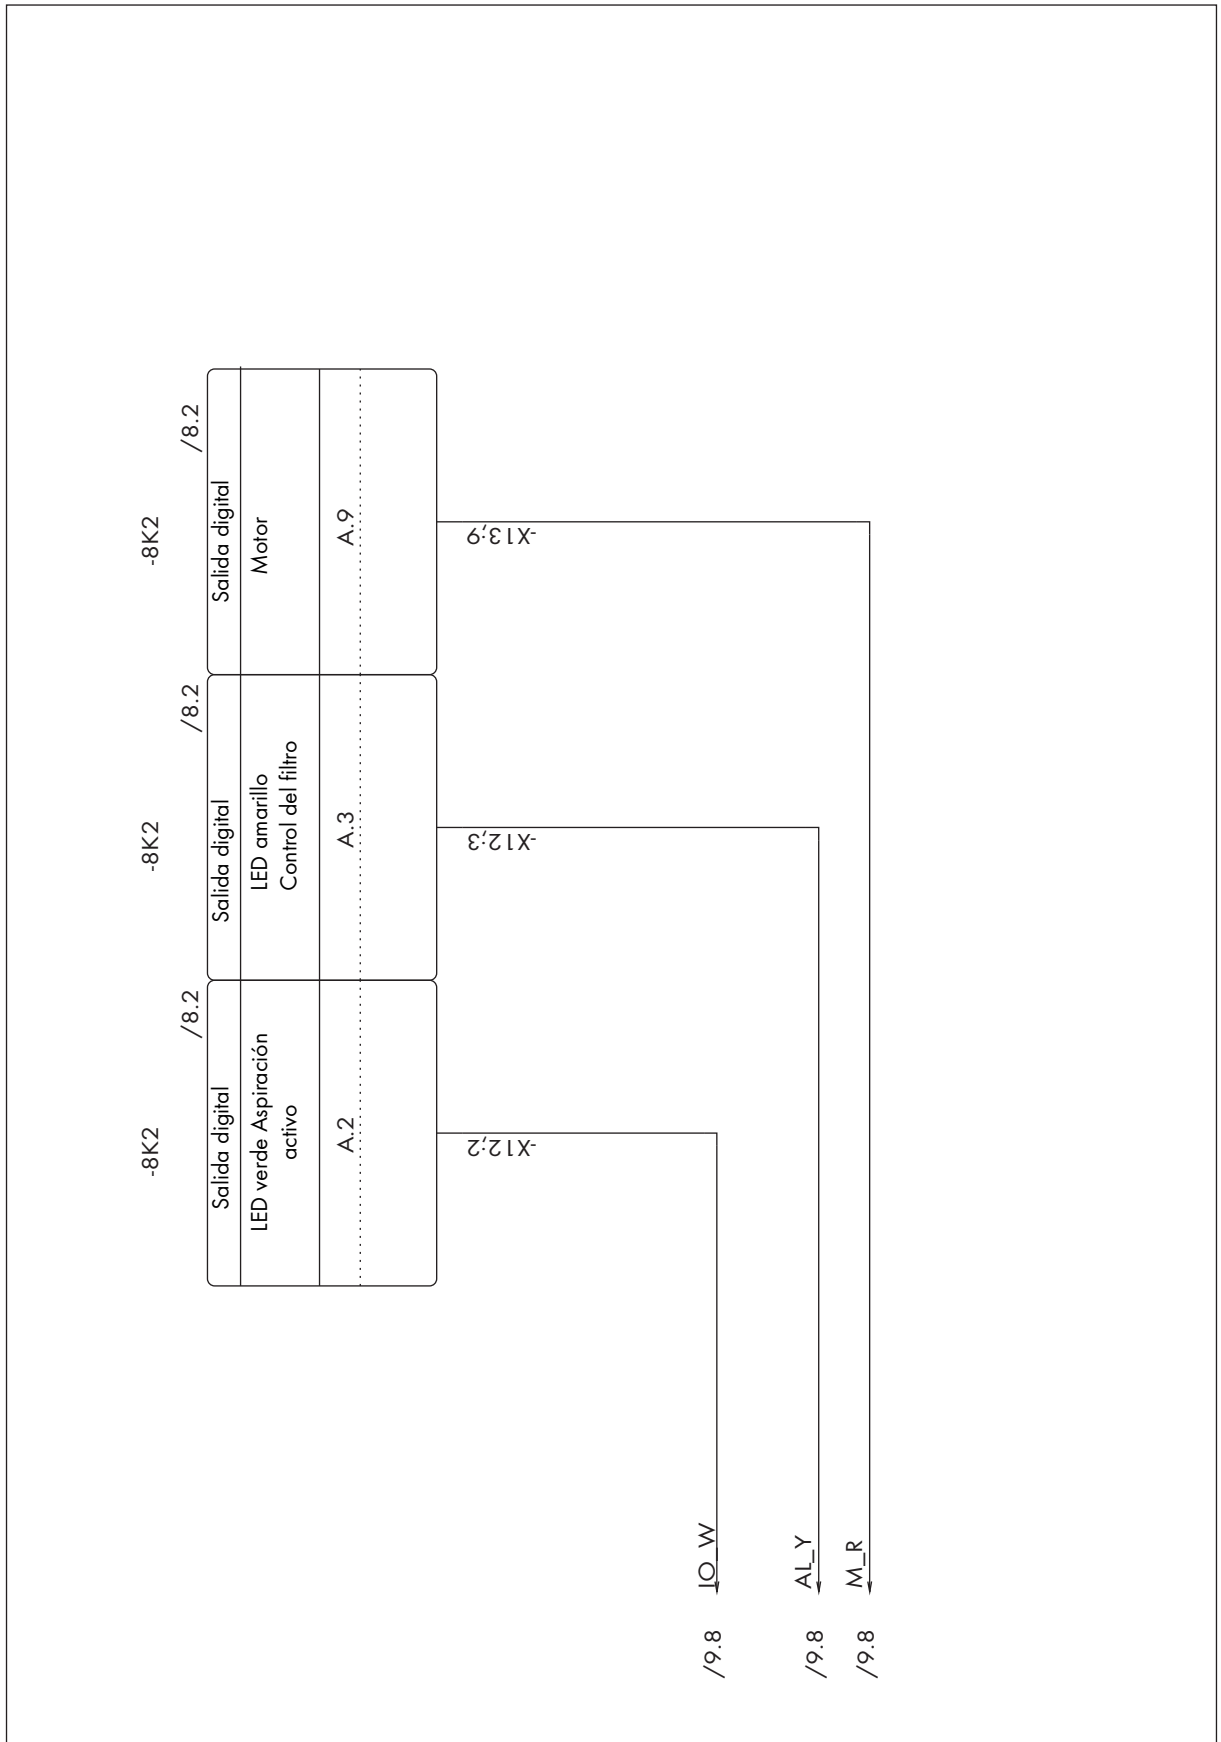 -8K2
-8K2
-8K2
/8.2
/8.2
/8.2
Salida digital
LED verde Aspiración
activo
A.2
Salida digital
LED amarillo
Control del filtro
A.3
Salida digital
Motor
A.9
-X12;2
-X12;3
-X13;9
/9.8
IO_W
/9.8
AL_Y
/9.8
M_R